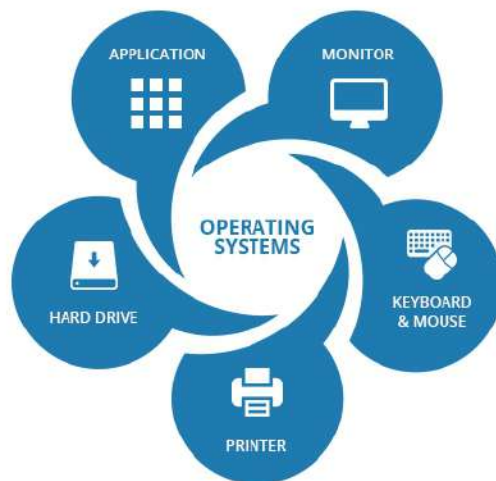 APPLICATION
MONITOR
OPERATING
SYSTEMS
HARD DRIVE
KEYBOARD
& MOUSE
PRINTER